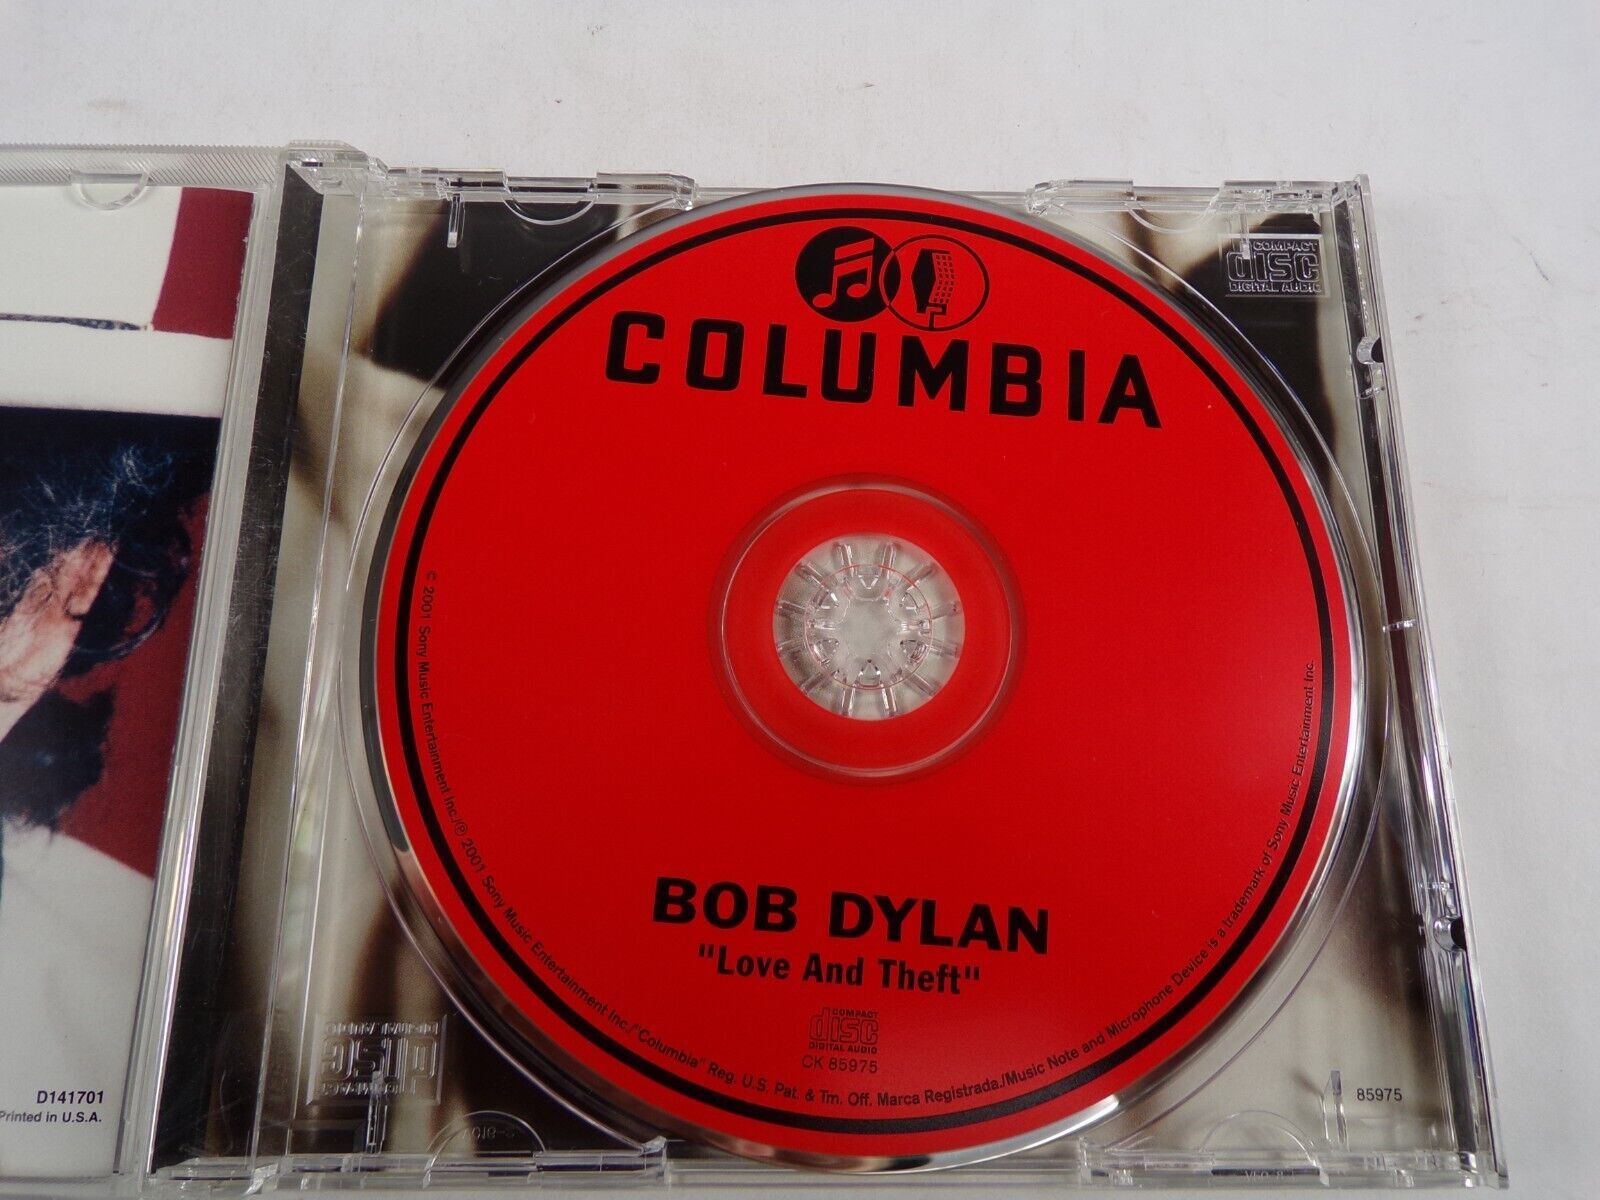 COLUMBIA
BOB DYLAN
"Love And Theft"
COMPACT
disc
DIGITAL AUDIO
CK 85975
© 2001 Sony Music Entertainment Inc./℗ 2001 Sony Music Entertainment Inc./"Columbia" Reg. U.S. Pat. & Tm. Off. Marca Registrada./Music Note and Microphone Device is a trademark of Sony Music Entertainment Inc.
COMPACT
disc
DIGITAL AUDIO
D141701
Printed in U.S.A.
85975